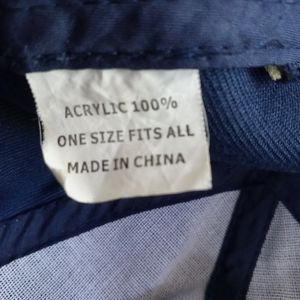 ACRYLIC 100%
ONE SIZE FITS ALL
MADE IN CHINA